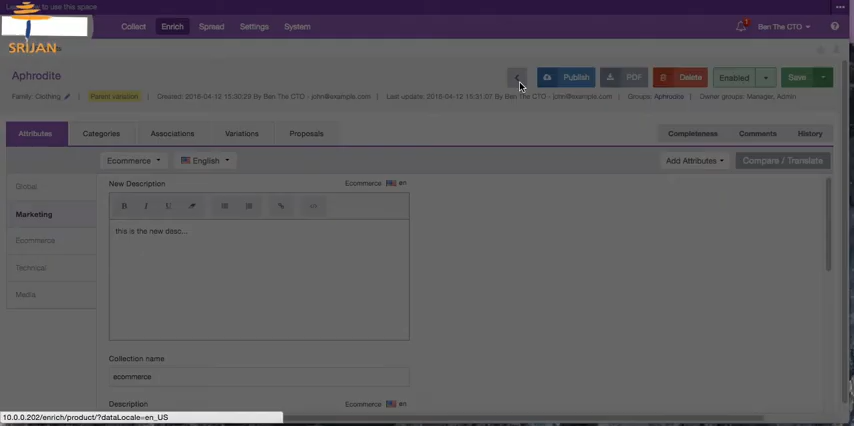 to use this space
Collect Enrich Spread Settings System
1 Ben The CTO
SRIJAN
Aphrodite
Publish PDF Delete Enabled Save
Family: Clothing Parent variation Created: 2016-04-12 15:30:29 By Ben The CTO - john@example.com | Last update: 2016-04-12 15:31:07 By Ben The CTO - john@example.com | Groups: Aphrodite | Owner groups: Manager, Admin
Attributes Categories Associations Variations Proposals Completeness Comments History
Ecommerce English Add Attributes Compare / Translate
Global
Marketing
Ecommerce
Technical
Media
New Description Ecommerce en
B I U </>
this is the new desc...
Collection name
ecommerce
Description Ecommerce en
10.0.0.202/enrich/product/?dataLocale=en_US